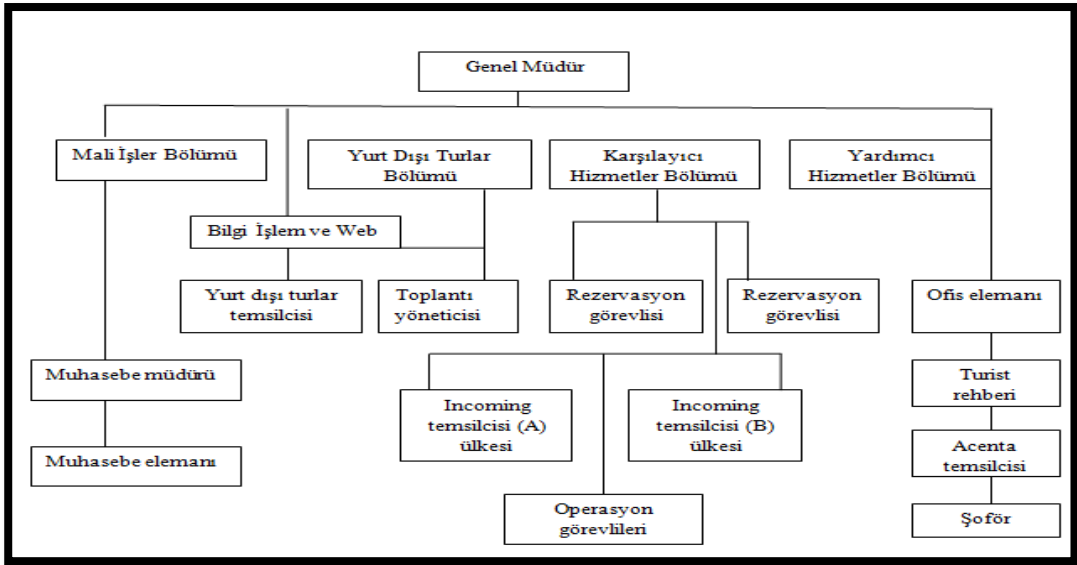 Genel Müdür
Mali İşler Bölümü
Yurt Dışı Turlar
Bölümü
Karşılayıcı
Hizmetler Bölümü
Yardımcı
Hizmetler Bölümü
Bilgi İşlem ve Web
Yurt dışı turlar
temsilcisi
Toplantı
yöneticisi
Rezervasyon
görevlisi
Rezervasyon
görevlisi
Ofis elemanı
Muhasebe müdürü
Turist
rehberi
Incoming
temsilcisi (A)
ülkesi
Incoming
temsilcisi (B)
ülkesi
Muhasebe elemanı
Acenta
temsilcisi
Operasyon
görevlileri
Şoför